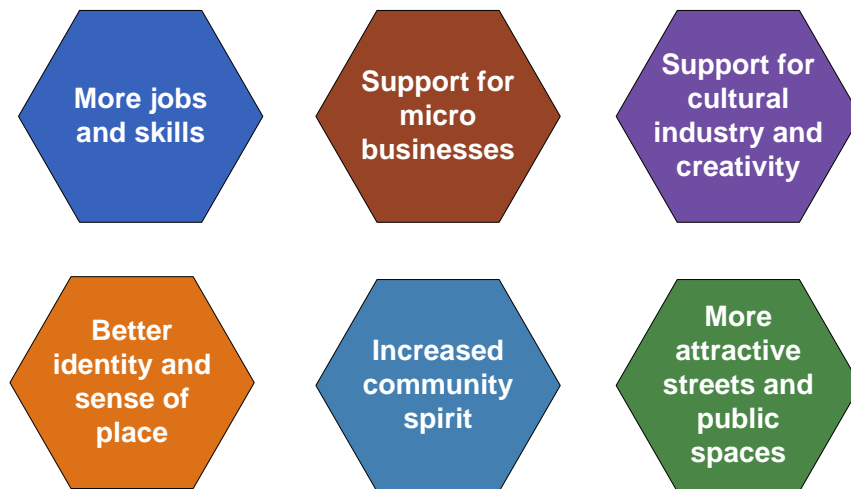 More jobs
and skills
Support for
micro
businesses
Support for
cultural
industry and
creativity
Better
identity and
sense of
place
Increased
community
spirit
More
attractive
streets and
public
spaces